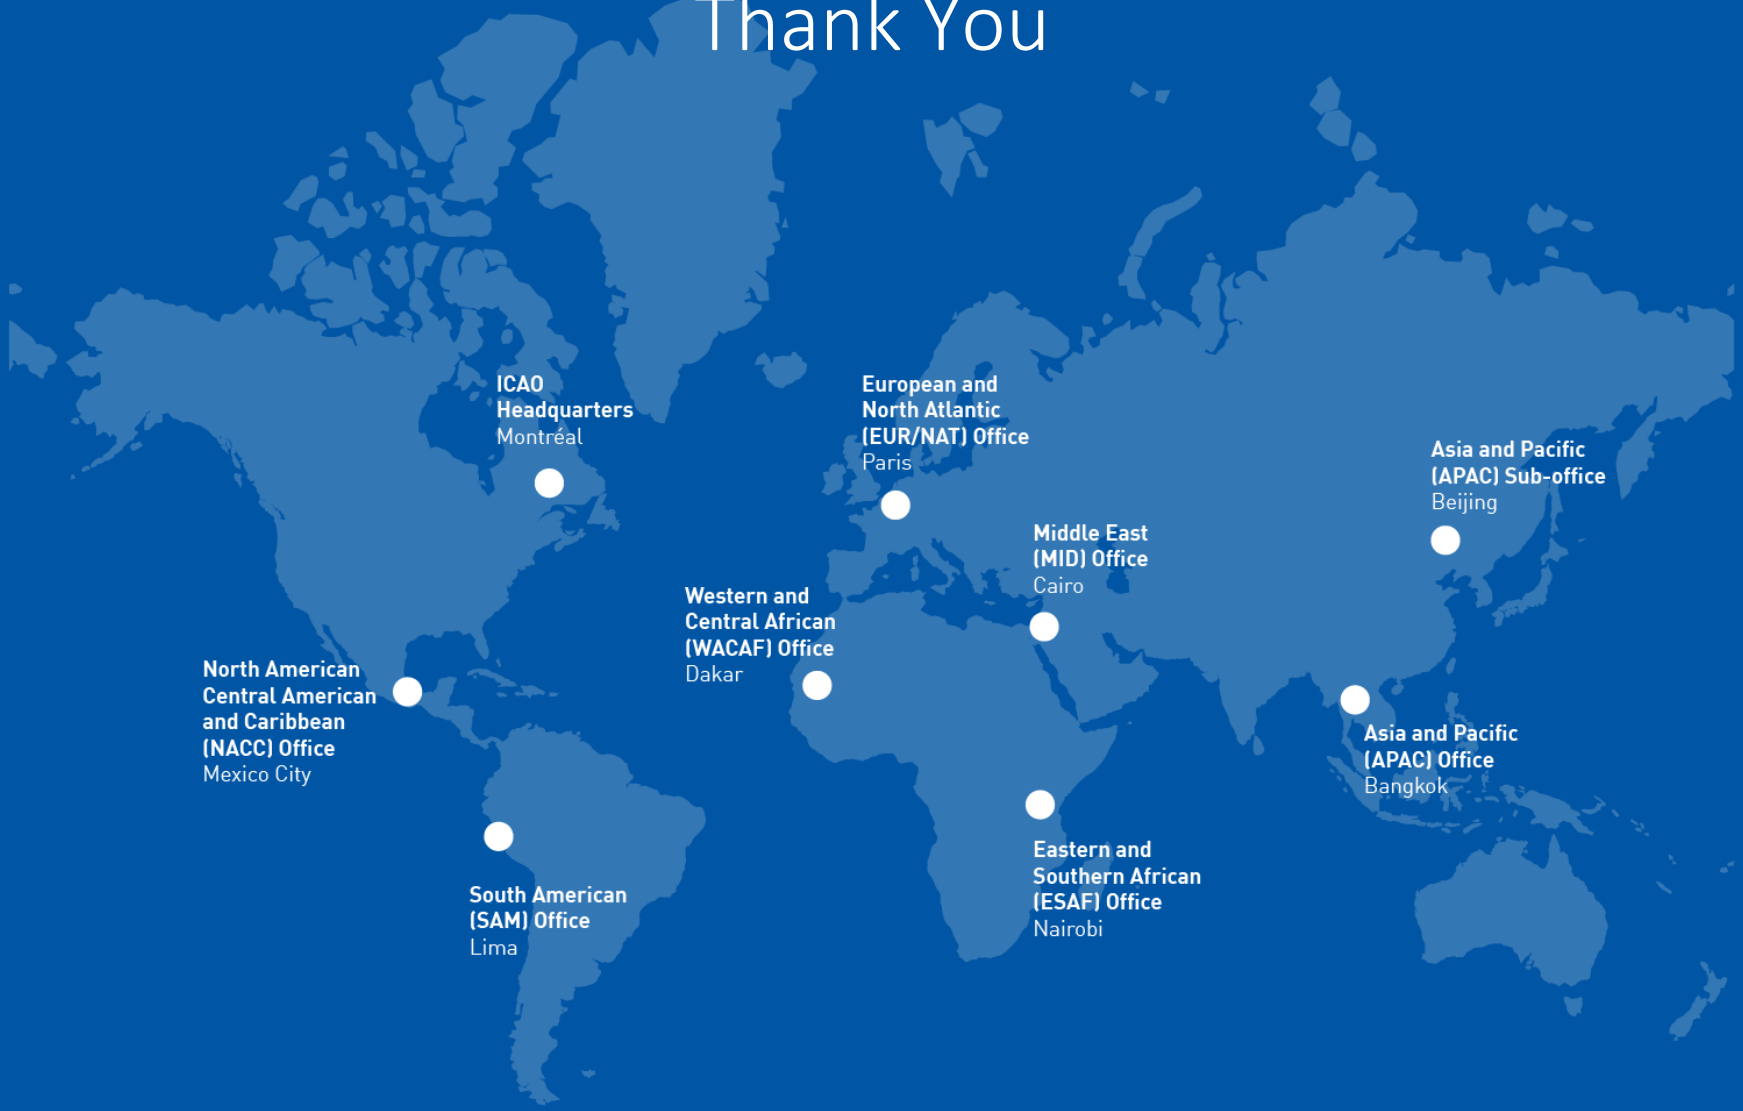 Thank You
ICAO
Headquarters
Montréal
European and
North Atlantic
(EUR/NAT) Office
Paris
Asia and Pacific
(APAC) Sub-office
Beijing
Middle East
(MID) Office
Cairo
Western and
Central African
(WACAF) Office
Dakar
North American
Central American
and Caribbean
(NACC) Office
Mexico City
Asia and Pacific
(APAC) Office
Bangkok
Eastern and
Southern African
(ESAF) Office
Nairobi
South American
(SAM) Office
Lima